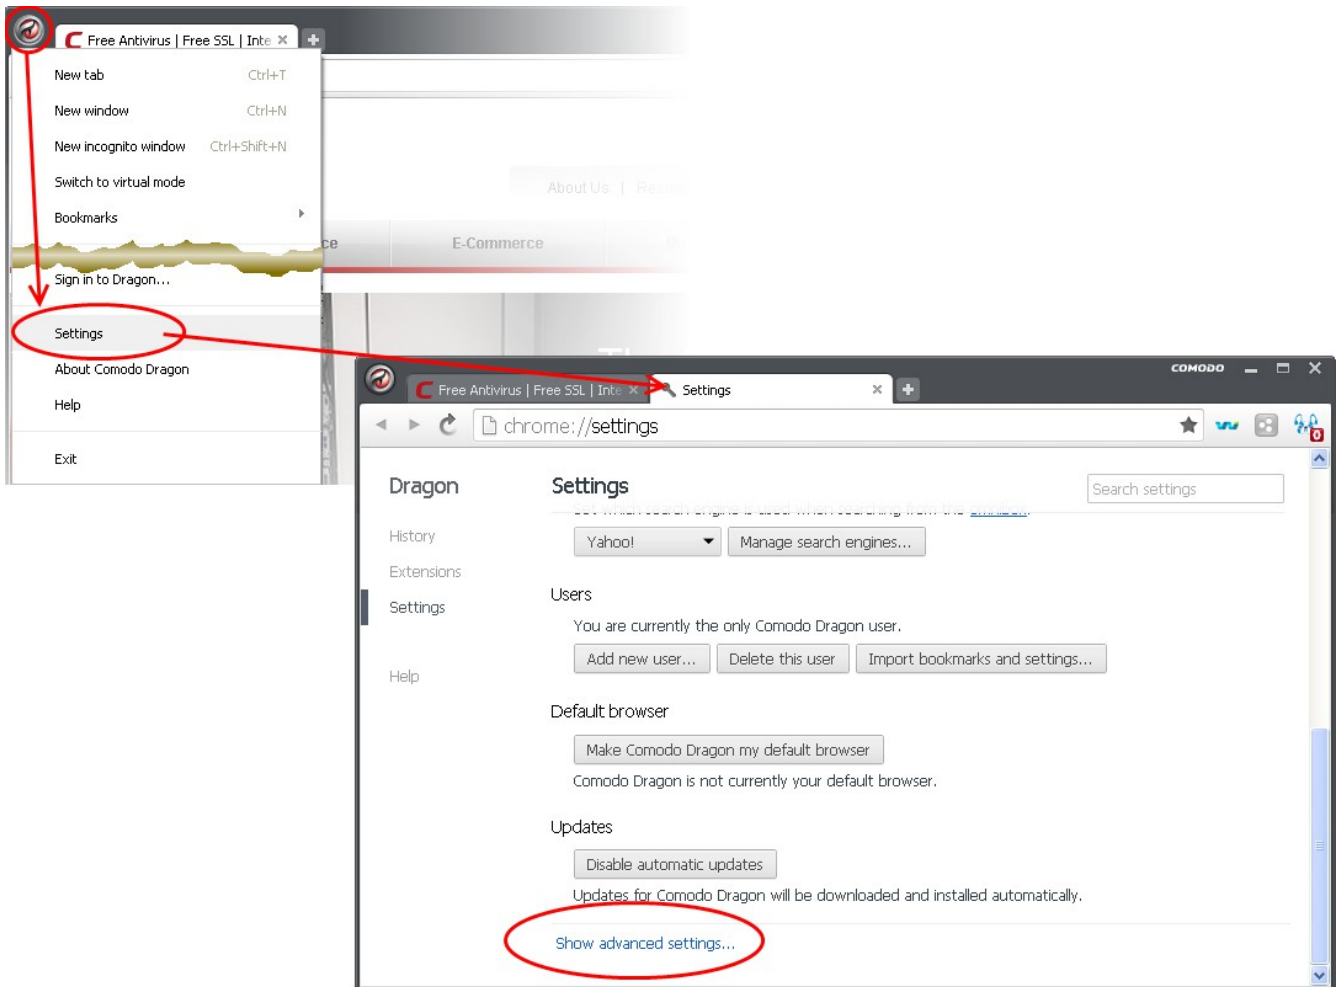 Free Antivirus | Free SSL | Inte
New tab Ctrl+T
New window Ctrl+N
New incognito window Ctrl+Shift+N
Switch to virtual mode
Bookmarks
Sign in to Dragon...
Settings
About Comodo Dragon
Help
Exit
About Us |
E-Commerce
COMODO
Free Antivirus | Free SSL | Inte
Settings
chrome://settings
Dragon
History
Extensions
Settings
Help
Settings
Search settings
omnibox.
Yahoo! Manage search engines...
Users
You are currently the only Comodo Dragon user.
Add new user... Delete this user Import bookmarks and settings...
Default browser
Make Comodo Dragon my default browser
Comodo Dragon is not currently your default browser.
Updates
Disable automatic updates
Updates for Comodo Dragon will be downloaded and installed automatically.
Show advanced settings...